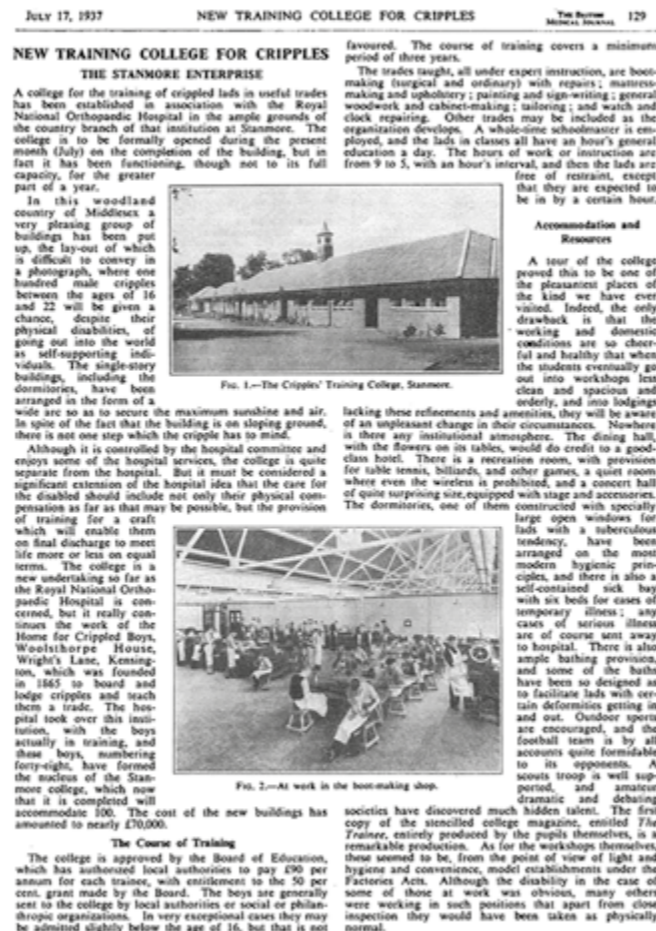 JULY 17, 1937
NEW TRAINING COLLEGE FOR CRIPPLES
THE BRITISH
MEDICAL JOURNAL
129
NEW TRAINING COLLEGE FOR CRIPPLES
THE STANMORE ENTERPRISE
A college for the training of crippled lads in useful trades
has been established in association with the Royal
National Orthopaedic Hospital in the ample grounds of
the country branch of that institution at Stanmore. The
college is to be formally opened during the present
month (July) on the completion of the building, but in
fact it has been functioning, though not to its full
capacity, for the greater
part of a year.
In this woodland
country of Middlesex a
very pleasing group of
buildings has been put
up, the lay-out of which
is difficult to convey in
a photograph, where one
hundred male cripples
between the ages of 16
and 22 will be given a
chance, despite their
physical disabilities, of
going out into the world
as self-supporting indi-
viduals. The single-story
buildings, including the
dormitories, have been
arranged in the form of a
wide arc so as to secure the maximum sunshine and air.
In spite of the fact that the building is on sloping ground,
there is not one step which the cripple has to mind.
Although it is controlled by the hospital committee and
enjoys some of the hospital services, the college is quite
separate from the hospital. But it must be considered a
significant extension of the hospital idea that the care for
the disabled should include not only their physical com-
pensation as far as that may be possible, but the provision
of training for a craft
which will enable them
on final discharge to meet
life more or less on equal
terms. The college is a
new undertaking so far as
the Royal National Ortho-
paedic Hospital is con-
cerned, but it really con-
tinues the work of the
Home for Crippled Boys,
Woolsthorpe House,
Wright's Lane, Kensing-
ton, which was founded
in 1865 to board and
lodge cripples and teach
them a trade. The hos-
pital took over this insti-
tution, with the boys
actually in training, and
these boys, numbering
forty-eight, have formed
the nucleus of the Stan-
more college, which now
that it is completed will
accommodate 100. The cost of the new buildings has
amounted to nearly £70,000.
The Course of Training
The college is approved by the Board of Education,
which has authorized local authorities to pay £90 per
annum for each trainee, with entitlement to the 50 per
cent. grant made by the Board. The boys are generally
sent to the college by local authorities or social or philan-
thropic organizations. In very exceptional cases they may
be admitted slightly below the age of 16, but that is not
favoured. The course of training covers a minimum
period of three years.
The trades taught, all under expert instruction, are boot-
making (surgical and ordinary) with repairs; mattress-
making and upholstery; painting and sign-writing; general
woodwork and cabinet-making; tailoring; and watch and
clock repairing. Other trades may be included as the
organization develops. A whole-time schoolmaster is em-
ployed, and the lads in classes all have an hour's general
education a day. The hours of work or instruction are
from 9 to 5, with an hour's interval, and then the lads are
free of restraint, except
that they are expected to
be in by a certain hour.
Accommodation and
Resources
A tour of the college
proved this to be one of
the pleasantest places of
the kind we have ever
visited. Indeed, the only
drawback is that the
working and domestic
conditions are so cheer-
ful and healthy that when
the students eventually go
out into workshops less
clean and spacious and
orderly, and into lodgings
lacking these refinements and amenities, they will be aware
of an unpleasant change in their circumstances. Nowhere
is there any institutional atmosphere. The dining hall,
with the flowers on its tables, would do credit to a good-
class hotel. There is a recreation room, with provision
for table tennis, billiards, and other games, a quiet room
where even the wireless is prohibited, and a concert hall
of quite surprising size, equipped with stage and accessories.
The dormitories, one of them constructed with specially
large open windows for
lads with a tuberculous
tendency, have been
arranged on the most
modern hygienic prin-
ciples, and there is also a
self-contained sick bay
with six beds for cases of
temporary illness; any
cases of serious illness
are of course sent away
to hospital. There is also
ample bathing provision,
and some of the baths
have been so designed as
to facilitate lads with cer-
tain deformities getting in
and out. Outdoor sports
are encouraged, and the
football team is by all
accounts quite formidable
to its opponents. A
scouts troop is well sup-
ported, and amateur
dramatic and debating
societies have discovered much hidden talent. The first
copy of the stencilled college magazine, entitled The
Trainee, entirely produced by the pupils themselves, is a
remarkable production. As for the workshops themselves,
these seemed to be, from the point of view of light and
hygiene and convenience, model establishments under the
Factories Acts. Although the disability in the case of
some of those at work was obvious, many others
were working in such positions that apart from close
inspection they would have been taken as physically
normal.
FIG. 1.—The Cripples' Training College, Stanmore.
FIG. 2.—At work in the boot-making shop.